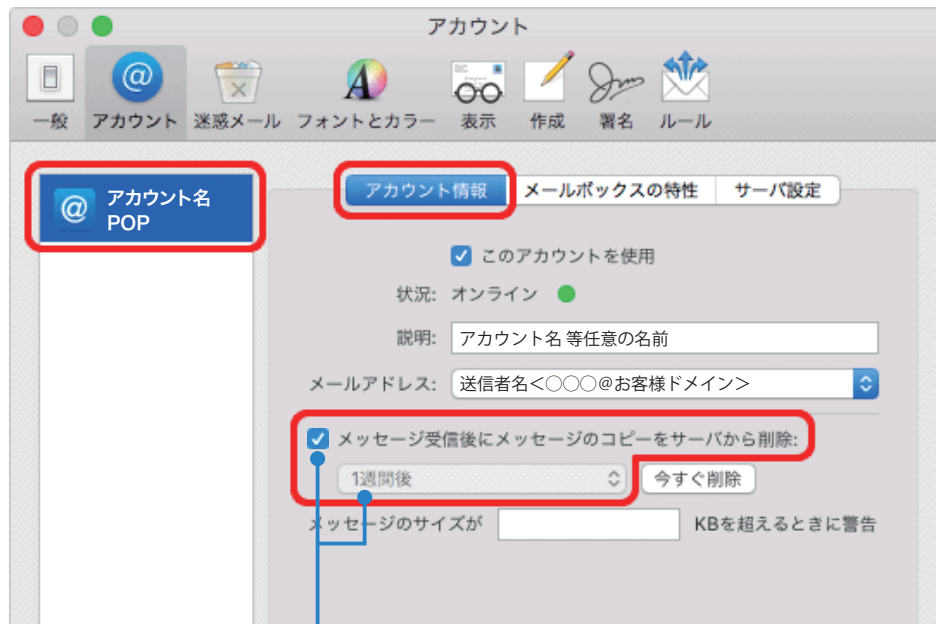 アカウント
一般 アカウント 迷惑メール フォントとカラー 表示 作成 署名 ルール
アカウント名
POP
アカウント情報 メールボックスの特性 サーバ設定
このアカウントを使用
状況: オンライン
説明: アカウント名 等任意の名前
メールアドレス: 送信者名<○○○@お客様ドメイン>
メッセージ受信後にメッセージのコピーをサーバから削除:
1週間後 今すぐ削除
メッセージのサイズが KBを超えるときに警告